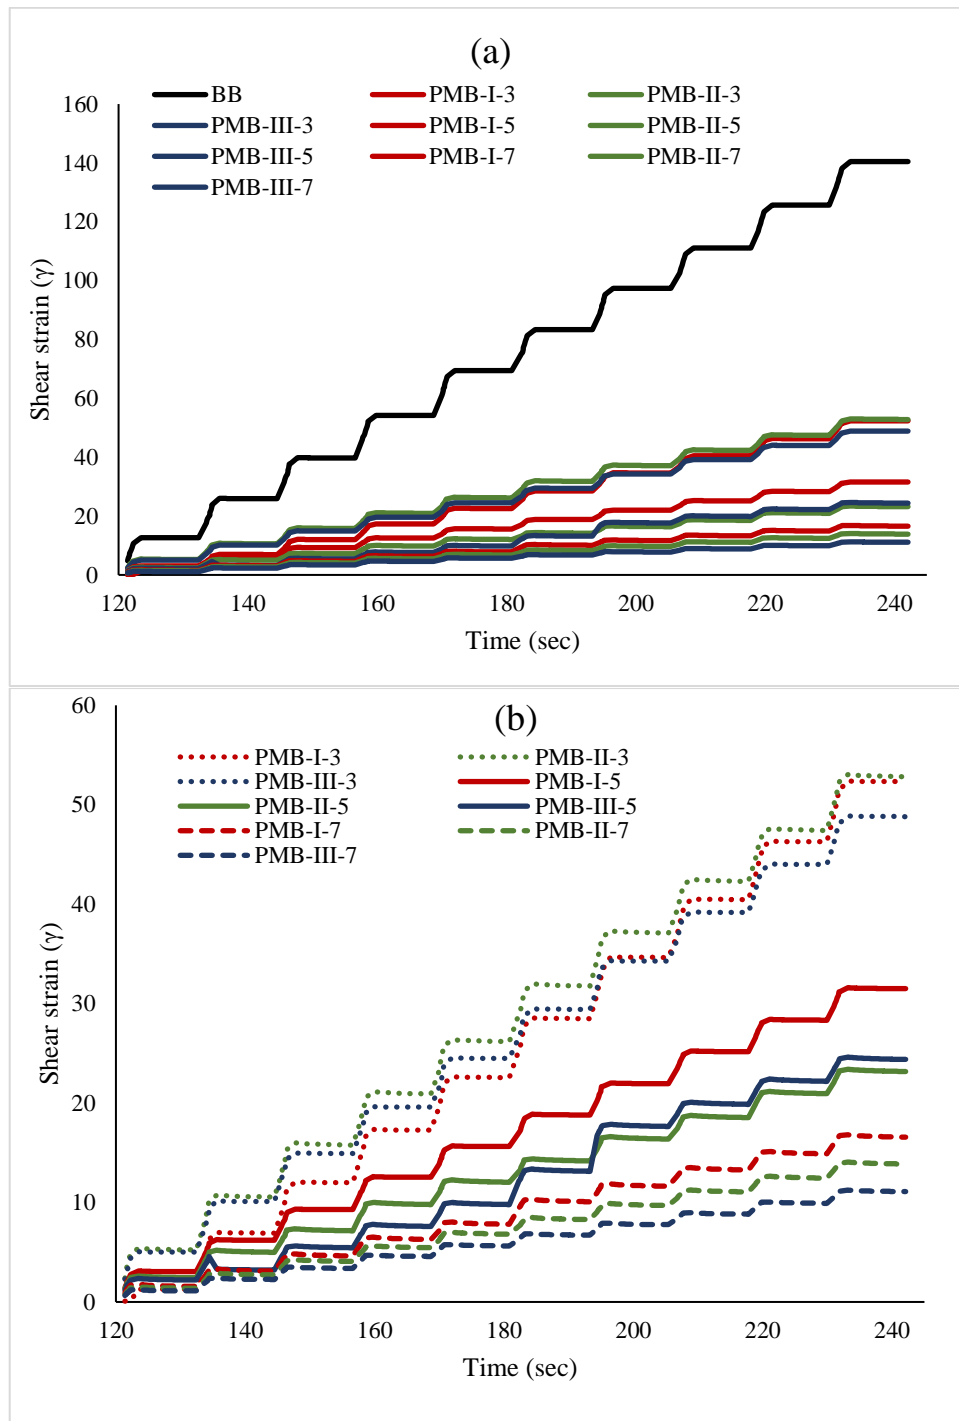 (a)
BB PMB-I-3 PMB-II-3
PMB-III-3 PMB-I-5 PMB-II-5
PMB-III-5 PMB-I-7 PMB-II-7
PMB-III-7
160
140
120
100
80
60
40
20
0
Shear strain (γ)
120 140 160 180 200 220 240
Time (sec)
(b)
PMB-I-3 PMB-II-3
PMB-III-3 PMB-I-5
PMB-II-5 PMB-III-5
PMB-I-7 PMB-II-7
PMB-III-7
60
50
40
30
20
10
0
Shear strain (γ)
120 140 160 180 200 220 240
Time (sec)